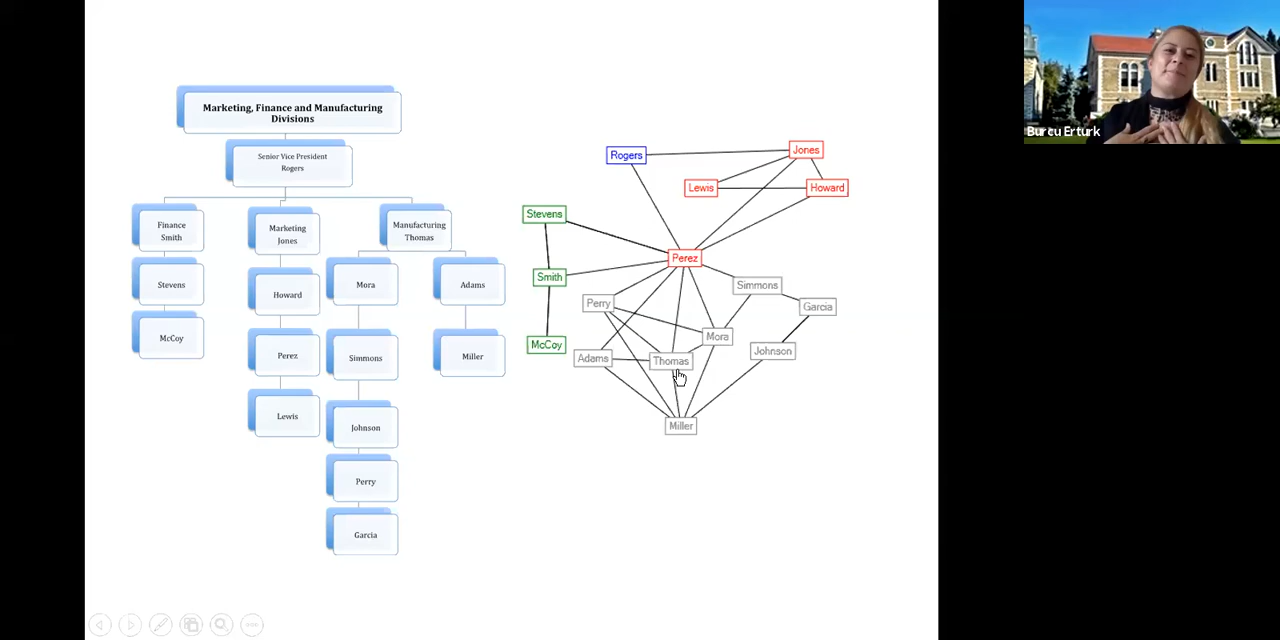 Marketing, Finance and Manufacturing
Divisions
Senior Vice President
Rogers
Finance
Smith
Marketing
Jones
Manufacturing
Thomas
Stevens
Howard
Mora
Adams
McCoy
Perez
Simmons
Miller
Lewis
Johnson
Perry
Garcia
Rogers
Jones
Lewis
Howard
Stevens
Perez
Smith
Simmons
Perry
Garcia
Mora
McCoy
Adams
Thomas
Johnson
Miller
Burcu Erturk